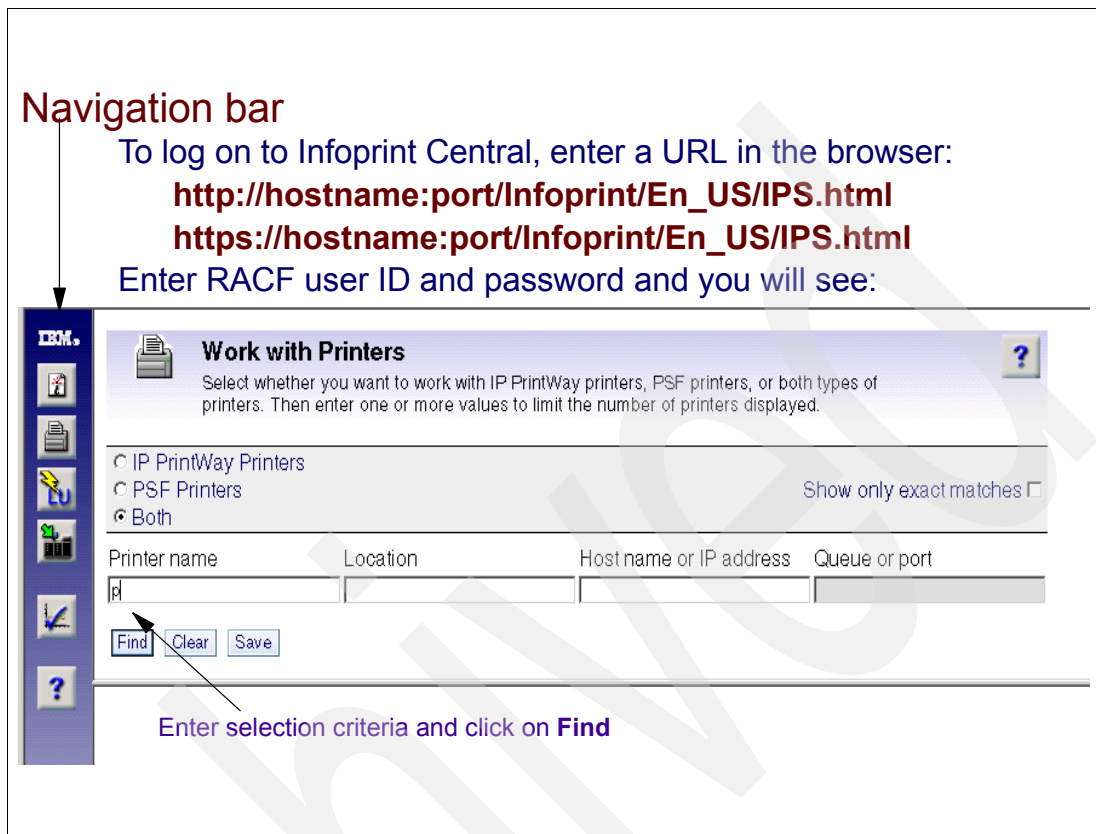 Navigation bar
To log on to Infoprint Central, enter a URL in the browser:
http://hostname:port/Infoprint/En_US/IPS.html
https://hostname:port/Infoprint/En_US/IPS.html
Enter RACF user ID and password and you will see:
IBM
Work with Printers
?
Select whether you want to work with IP PrintWay printers, PSF printers, or both types of
printers. Then enter one or more values to limit the number of printers displayed.
IP PrintWay Printers
LU
PSF Printers
Show only exact matches
Both
Printer name Location Host name or IP address Queue or port
p
Find Clear Save
?
Enter selection criteria and click on Find